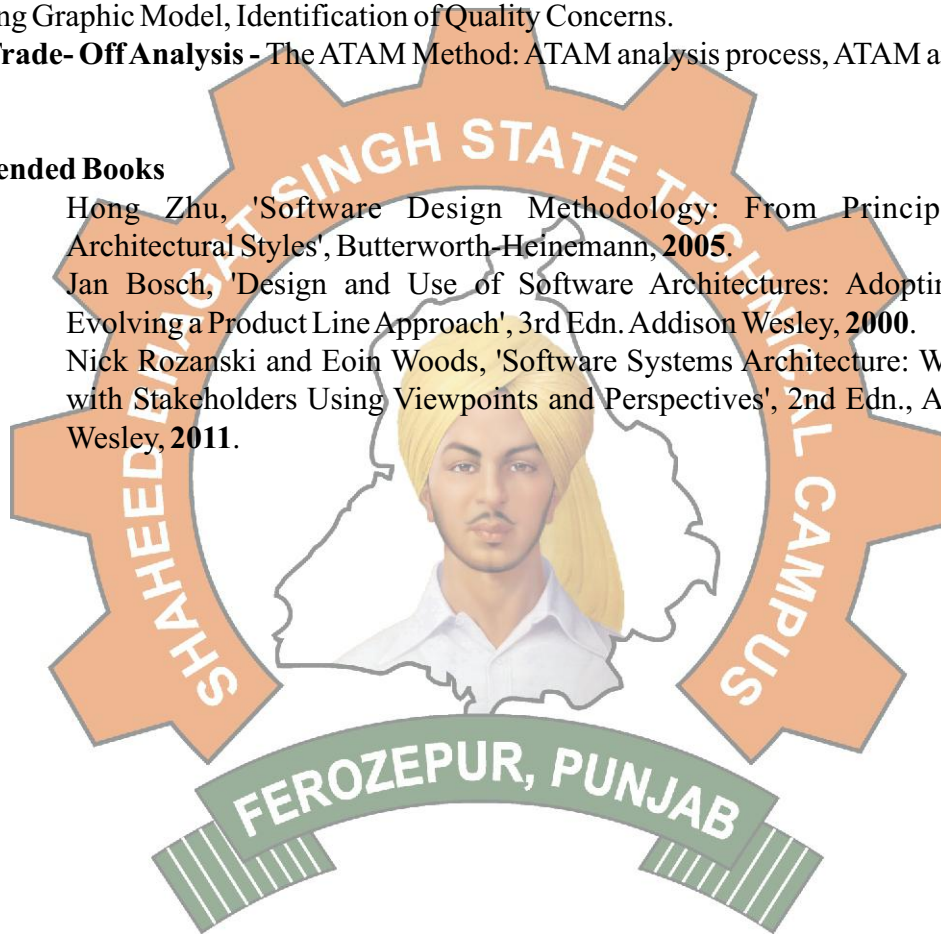 ng Graphic Model, Identification of Quality Concerns.
rade- Off Analysis - The ATAM Method: ATAM analysis process, ATAM a
ended Books
Hong Zhu, 'Software Design Methodology: From Princip
Architectural Styles', Butterworth-Heinemann, 2005.
Jan Bosch, 'Design and Use of Software Architectures: Adoptin
Evolving a Product Line Approach', 3rd Edn. Addison Wesley, 2000.
Nick Rozanski and Eoin Woods, 'Software Systems Architecture: W
with Stakeholders Using Viewpoints and Perspectives', 2nd Edn., A
Wesley, 2011.
SHAHEED BHAGAT SINGH STATE TECHNICAL CAMPUS
FEROZEPUR, PUNJAB